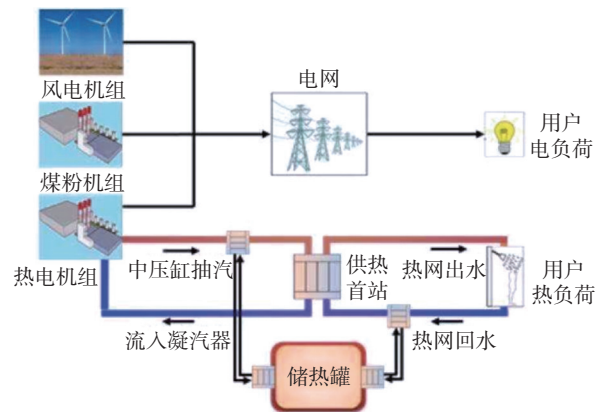 风电机组
电网
煤粉机组
用户
电负荷
热电机组
中压缸抽汽
供热
首站
热网出水
用户
热负荷
流入凝汽器
热网回水
储热罐